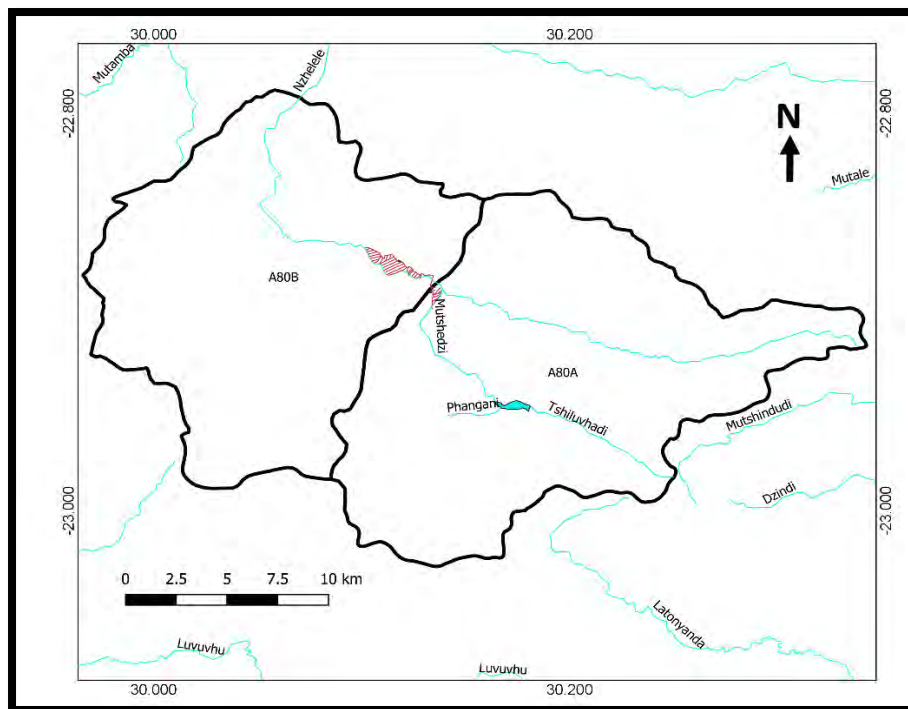 30.000
30.200
Mutamba
Nzhelele
-22.800
-22.800
N
Mutale
A80B
Mutshedzi
A80A
Phangani
Tshiluvhadi
Mutshindudi
Dzindi
-23.000
-23.000
0 2.5 5 7.5 10 km
Latonyanda
Luvuvhu
Luvuvhu
30.000
30.200